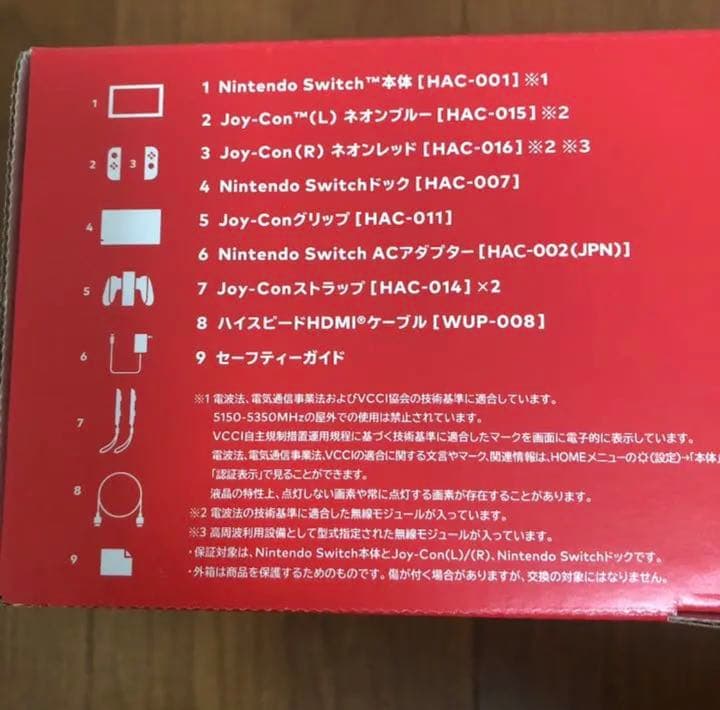 1 Nintendo Switch™本体 [HAC-001] ※1
2 Joy-Con™(L) ネオンブルー [HAC-015] ※2
3 Joy-Con(R) ネオンレッド [HAC-016] ※2 ※3
4 Nintendo Switchドック [HAC-007]
5 Joy-Conグリップ [HAC-011]
6 Nintendo Switch ACアダプター [HAC-002(JPN)]
7 Joy-Conストラップ [HAC-014] ×2
8 ハイスピードHDMI®ケーブル [WUP-008]
9 セーフティーガイド
1
2 3
4
5
6
7
8
9
※1 電波法、電気通信事業法およびVCCI協会の技術基準に適合しています。
5150-5350MHzの屋外での使用は禁止されています。
VCCI自主規制措置運用規程に基づく技術基準に適合したマークを画面に電子的に表示しています。
電波法、電気通信事業法、VCCIの適合に関する文言やマーク、関連情報は、HOMEメニューの(設定)→「本体」
「認証表示」で見ることができます。
液晶の特性上、点灯しない画素や常に点灯する画素が存在することがあります。
※2 電波法の技術基準に適合した無線モジュールが入っています。
※3 高周波利用設備として型式指定された無線モジュールが入っています。
・保証対象は、Nintendo Switch本体とJoy-Con(L)/(R)、Nintendo Switchドックです。
・外箱は商品を保護するためのものです。傷が付く場合がありますが、交換の対象にはなりません。